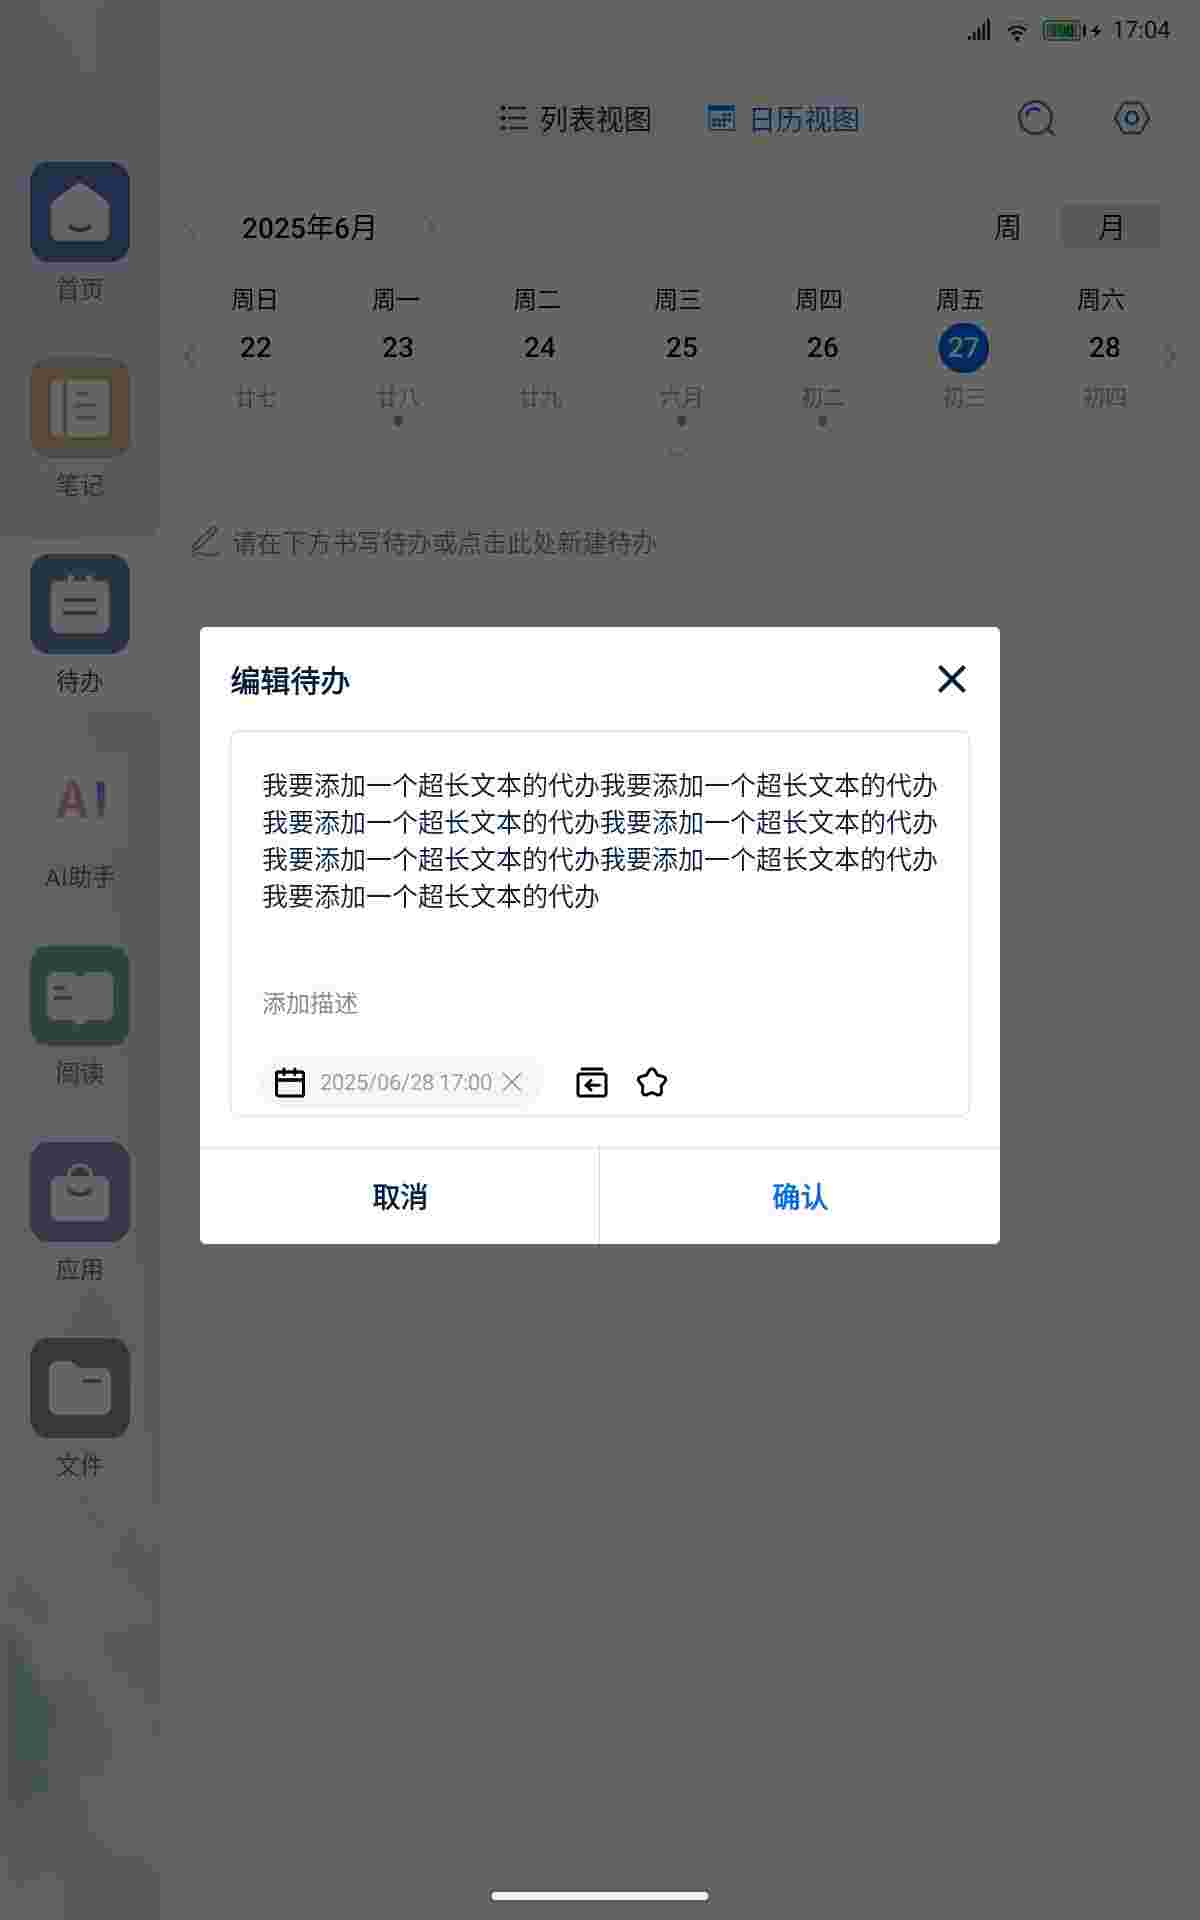 17:04
列表视图 日历视图
2025年6月 周 月
周日 周一 周二 周三 周四 周五 周六
22 23 24 25 26 27 28
廿七 廿八 廿九 六月 初二 初三 初四
请在下方书写待办或点击此处新建待办
首页
笔记
待办
AI
AI助手
阅读
应用
文件
编辑待办
我要添加一个超长文本的代办我要添加一个超长文本的代办
我要添加一个超长文本的代办我要添加一个超长文本的代办
我要添加一个超长文本的代办我要添加一个超长文本的代办
我要添加一个超长文本的代办
添加描述
2025/06/28 17:00
取消 确认